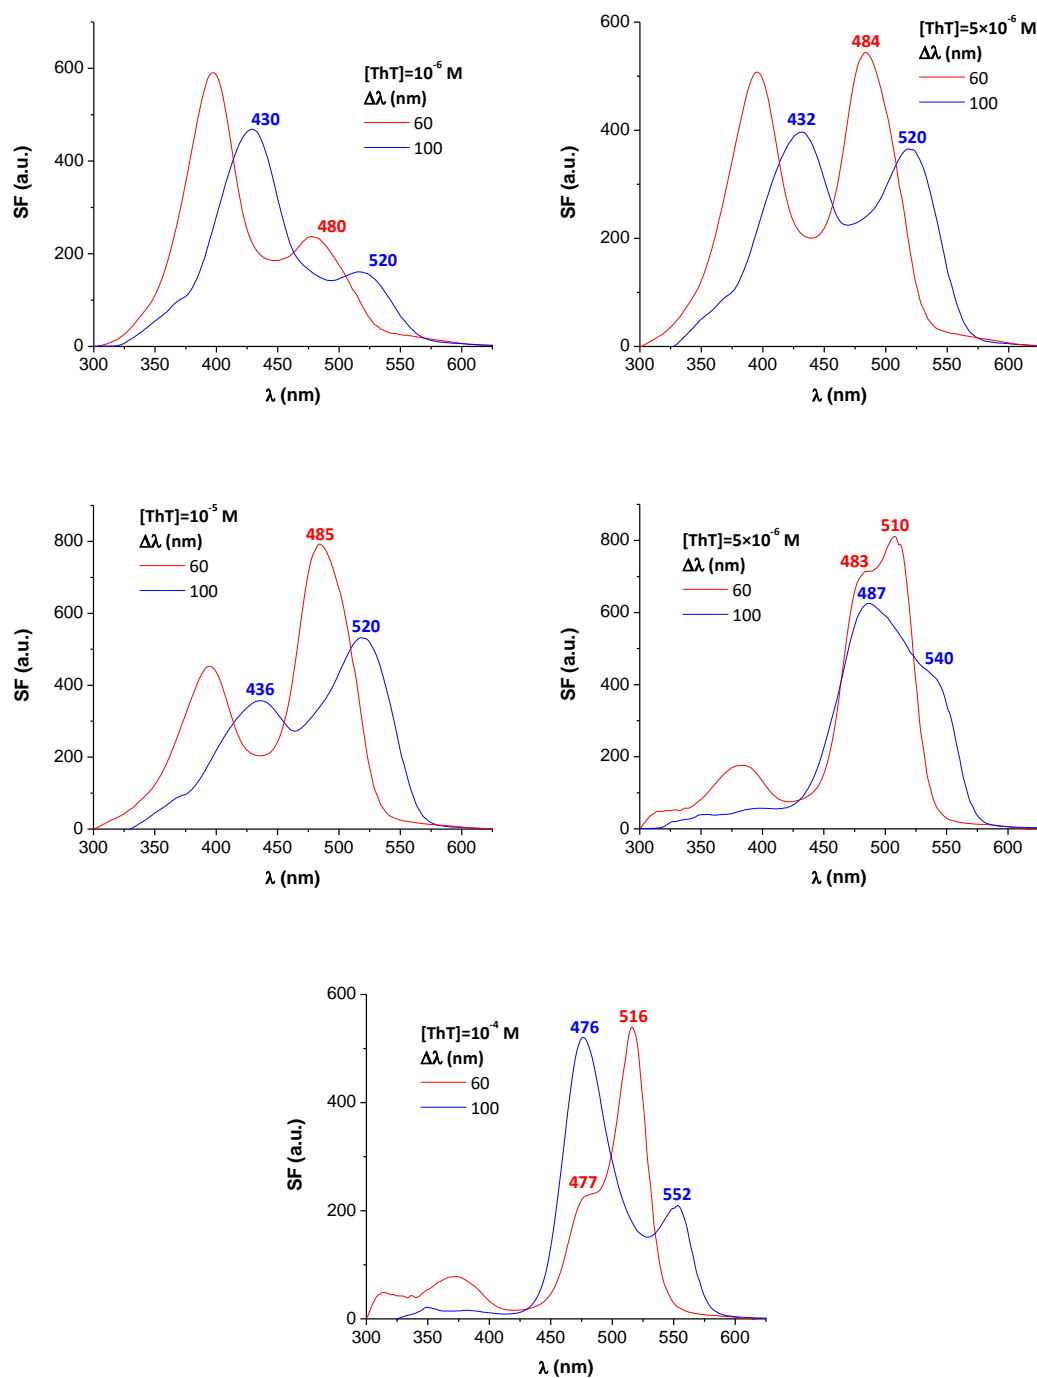 [ThT]=10⁻⁶ M
Δλ (nm)
60
100
430
480
520
SF (a.u.)
600
400
200
0
300 350 400 450 500 550 600
λ (nm)
[ThT]=5×10⁻⁶ M
Δλ (nm)
60
100
484
432
520
SF (a.u.)
600
400
200
0
300 350 400 450 500 550 600
λ (nm)
[ThT]=10⁻⁵ M
Δλ (nm)
60
100
485
520
436
SF (a.u.)
800
600
400
200
0
300 350 400 450 500 550 600
λ (nm)
[ThT]=5×10⁻⁶ M
Δλ (nm)
60
100
510
483
487
540
SF (a.u.)
800
600
400
200
0
300 350 400 450 500 550 600
λ (nm)
[ThT]=10⁻⁴ M
Δλ (nm)
60
100
476
516
477
552
SF (a.u.)
600
400
200
0
300 350 400 450 500 550 600
λ (nm)